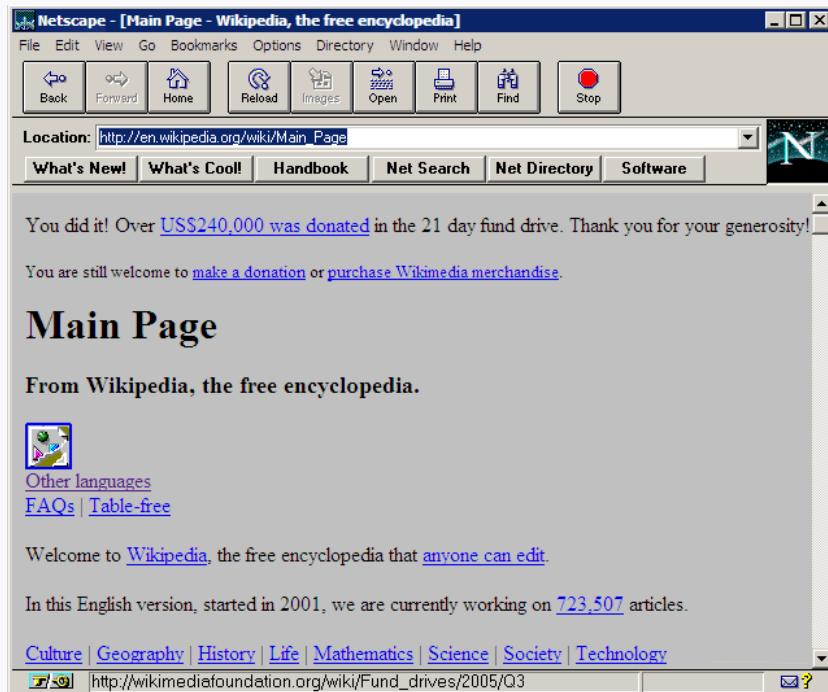 Netscape - [Main Page - Wikipedia, the free encyclopedia]
File Edit View Go Bookmarks Options Directory Window Help
Back Forward Home Reload Images Open Print Find Stop
Location: http://en.wikipedia.org/wiki/Main_Page
N
What's New! What's Cool! Handbook Net Search Net Directory Software
You did it! Over US$240,000 was donated in the 21 day fund drive. Thank you for your generosity!
You are still welcome to make a donation or purchase Wikimedia merchandise.
Main Page
From Wikipedia, the free encyclopedia.
Other languages
FAQs | Table-free
Welcome to Wikipedia, the free encyclopedia that anyone can edit.
In this English version, started in 2001, we are currently working on 723,507 articles.
Culture | Geography | History | Life | Mathematics | Science | Society | Technology
http://wikimediafoundation.org/wiki/Fund_drives/2005/Q3 ?